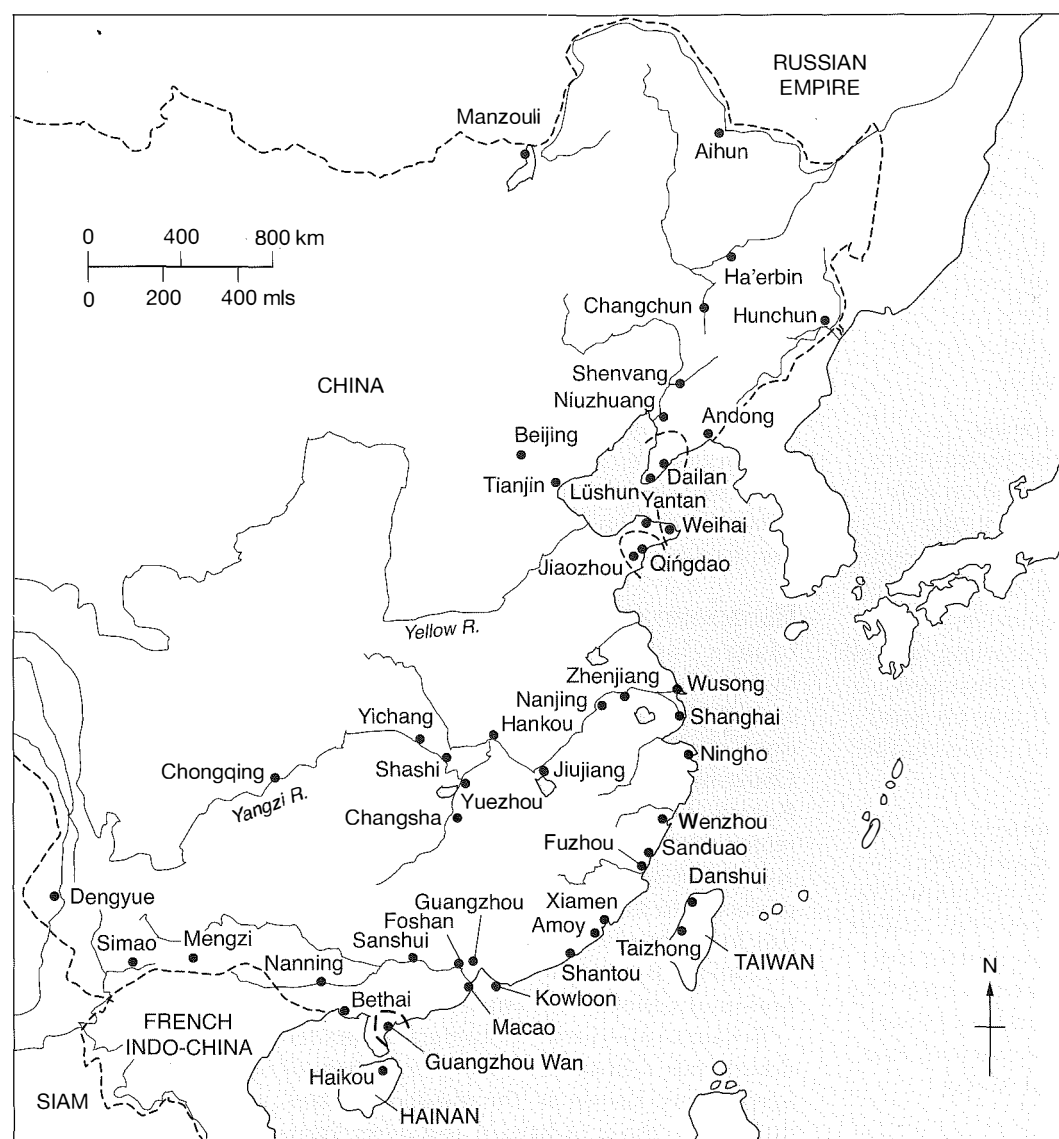 RUSSIAN
EMPIRE
Manzouli
Aihun
0 400 800 km
0 200 400 mls
Ha'erbin
Changchun
Hunchun
CHINA
Shenvang
Níuzhuang
Andong
Beijing
Tianjin
Lüshun
Dailan
Yantan
Weihai
Jiaozhou
Qińgdao
Yellow R.
Zhenjiang
Wusong
Nanjing
Shanghai
Yichang
Hankou
Ningho
Chongqing
Shashi
Jiujiang
Yangzi R.
Yuezhou
Changsha
Wenzhou
Fuzhou
Sanduao
Danshui
Dengyue
Xiamen
Guangzhou
Amoy
Foshan
Simao
Mengzi
Sanshui
Taizhong
TAIWAN
Nanning
Shantou
N
Kowloon
Bethai
Macao
FRENCH
INDO-CHINA
Guangzhou Wan
Haikou
SIAM
HAINAN